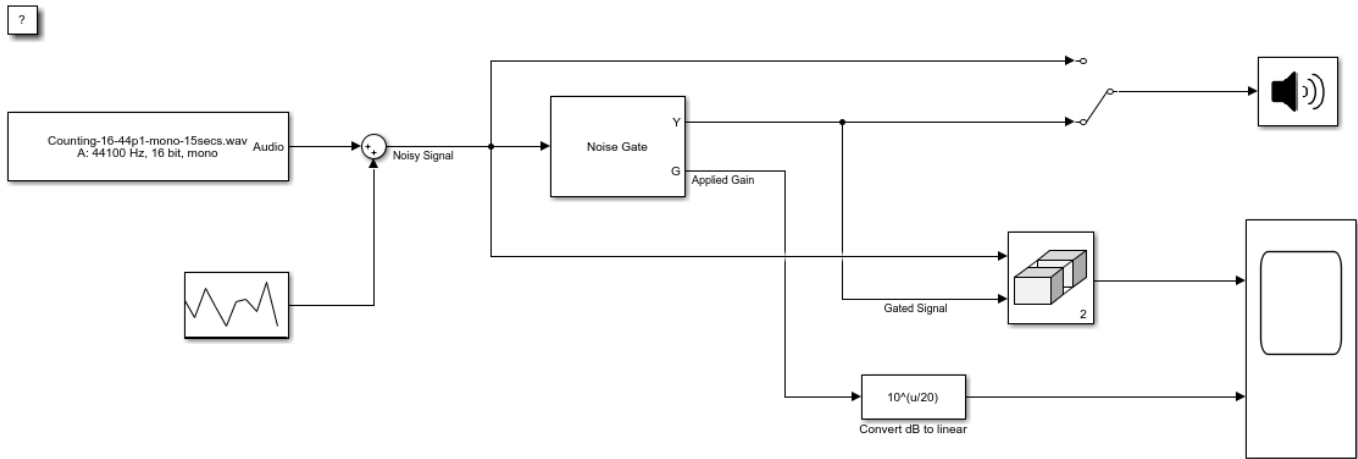 ?
Counting-16-44p1-mono-15secs.wav
A: 44100 Hz, 16 bit, mono
Audio
Noisy Signal
Noise Gate
Y
G
Applied Gain
Gated Signal
2
10^(u/20)
Convert dB to linear